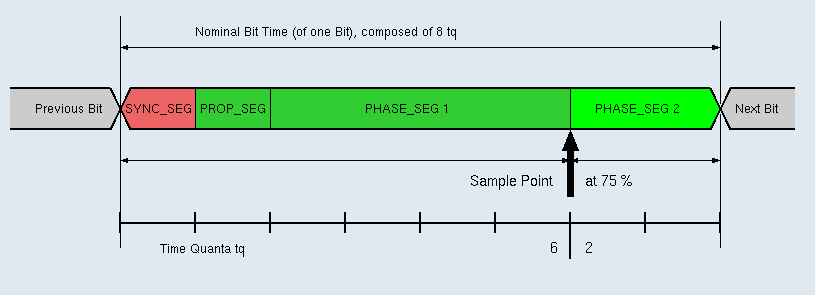 Nominal Bit Time (of one Bit), composed of 8 tq
Previous Bit SYNC_SEG PROP_SEG PHASE_SEG 1 PHASE_SEG 2 Next Bit
Sample Point at 75 %
Time Quanta tq 6 2